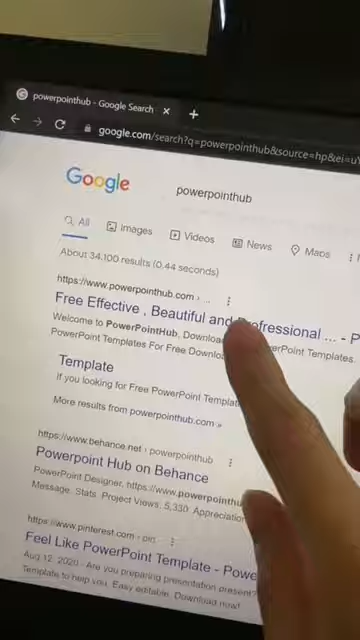 powerpointhub - Google Search
google.com/search?q=powerpointhub&source=hp&ei=u
Google
powerpointhub
All Images Videos News Maps
About 34,100 results (0.44 seconds)
https://www.powerpointhub.com › ...
Free Effective , Beautiful and Profressional ... - P
Welcome to PowerPointHub, PowerPoint Templates.
PowerPoint Templates For Free
Template
If you looking for Free PowerPoint
More results from powerpointhub.com »
https://www.behance.net › powerpointhub
Powerpoint Hub on Behance
PowerPoint Designer, https://www.powerpointhu
Message. Stats. Project Views. 5,330. Appreciation
https://www.pinterest.com › pin
Feel Like PowerPoint Template - Powe
Aug 12, 2020 - Are you preparing presentation present?
Template to help you. Easy editable. Download now!